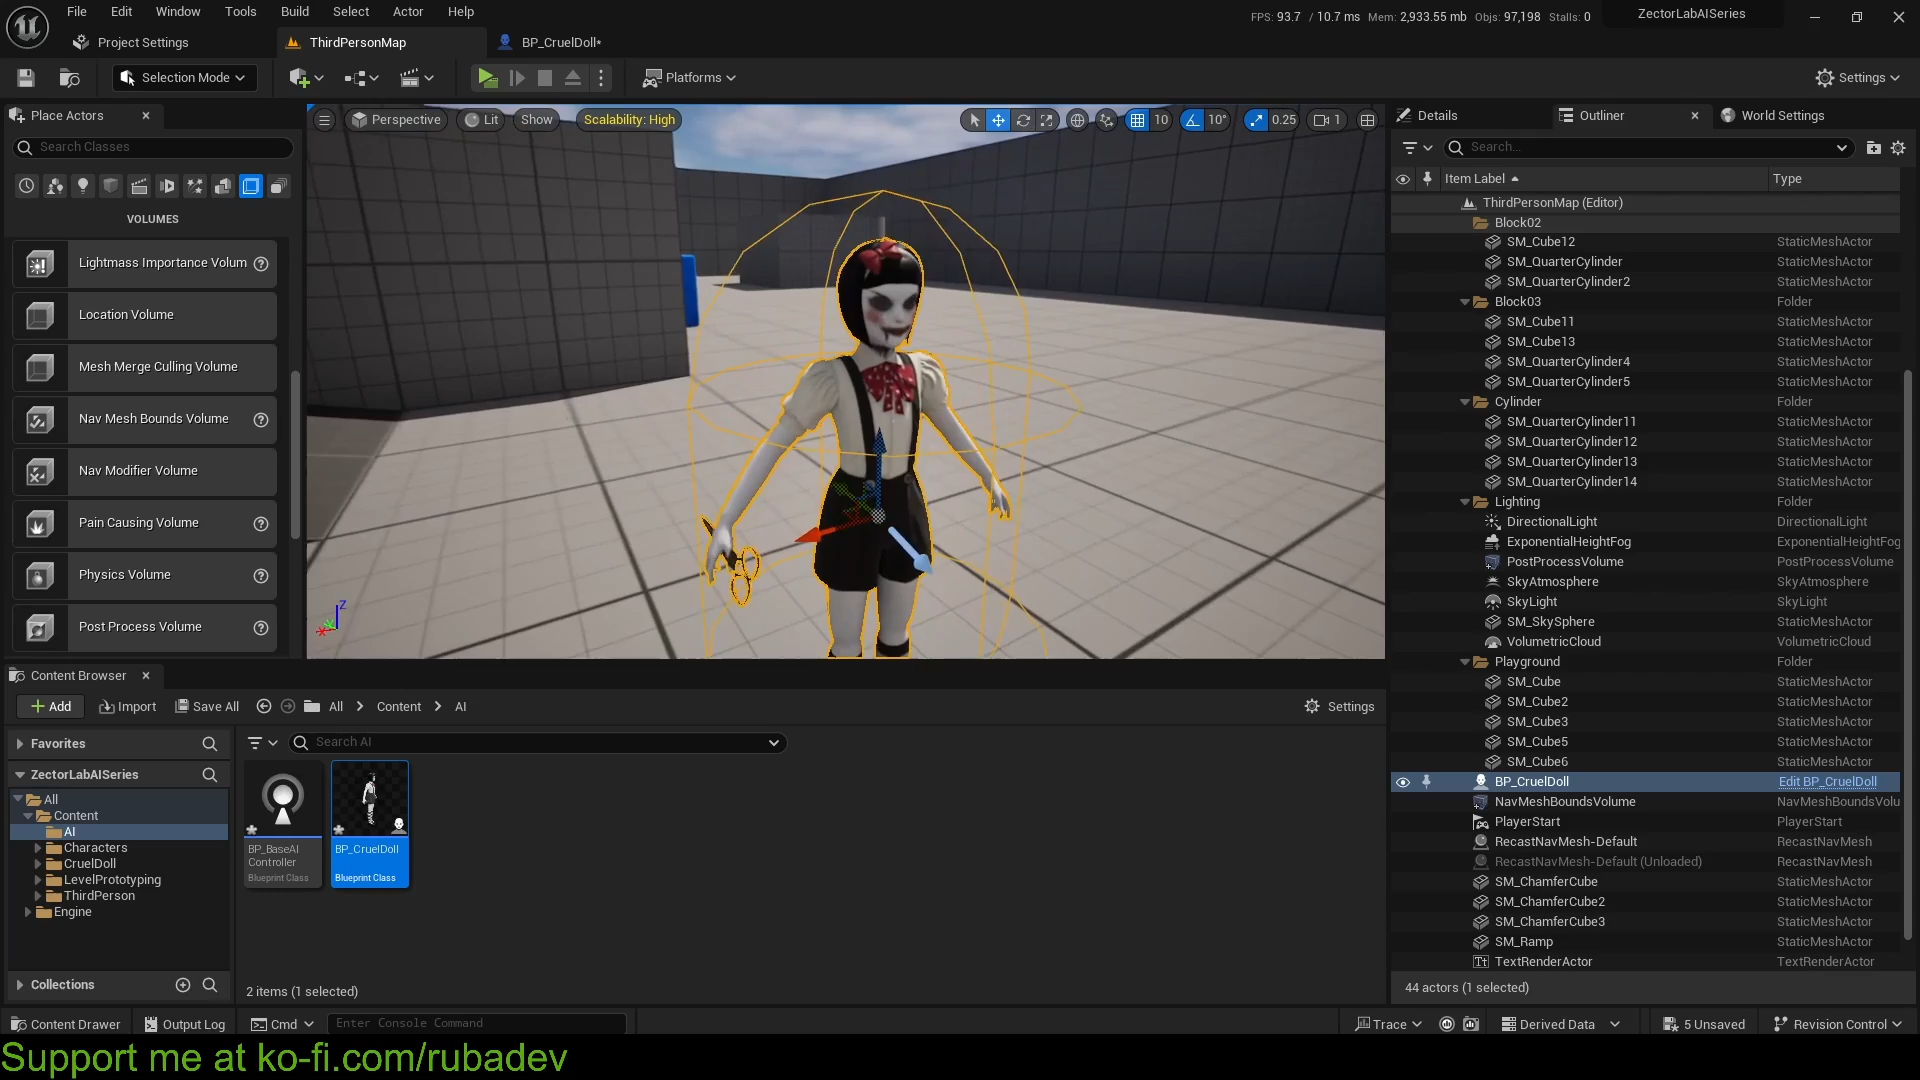 File Edit Window Tools Build Select Actor Help
FPS: 93.7 / 10.7 ms Mem: 2,933.55 mb Objs: 97,198 Stalls: 0
ZectorLabAISeries
Project Settings
ThirdPersonMap
BP_CruelDoll*
Selection Mode
Platforms
Settings
Place Actors
Search Classes
VOLUMES
Lightmass Importance Volum
Location Volume
Mesh Merge Culling Volume
Nav Mesh Bounds Volume
Nav Modifier Volume
Pain Causing Volume
Physics Volume
Post Process Volume
Perspective
Lit
Show
Scalability: High
10
10°
0.25
1
Z
Details
Outliner
World Settings
Search...
Item Label Type
ThirdPersonMap (Editor)
Block02
SM_Cube12 StaticMeshActor
SM_QuarterCylinder StaticMeshActor
SM_QuarterCylinder2 StaticMeshActor
Block03 Folder
SM_Cube11 StaticMeshActor
SM_Cube13 StaticMeshActor
SM_QuarterCylinder4 StaticMeshActor
SM_QuarterCylinder5 StaticMeshActor
Cylinder Folder
SM_QuarterCylinder11 StaticMeshActor
SM_QuarterCylinder12 StaticMeshActor
SM_QuarterCylinder13 StaticMeshActor
SM_QuarterCylinder14 StaticMeshActor
Lighting Folder
DirectionalLight DirectionalLight
ExponentialHeightFog ExponentialHeightFog
PostProcessVolume PostProcessVolume
SkyAtmosphere SkyAtmosphere
SkyLight SkyLight
SM_SkySphere StaticMeshActor
VolumetricCloud VolumetricCloud
Playground Folder
SM_Cube StaticMeshActor
SM_Cube2 StaticMeshActor
SM_Cube3 StaticMeshActor
SM_Cube5 StaticMeshActor
SM_Cube6 StaticMeshActor
BP_CruelDoll Edit BP_CruelDoll
NavMeshBoundsVolume NavMeshBoundsVolu
PlayerStart PlayerStart
RecastNavMesh-Default RecastNavMesh
RecastNavMesh-Default (Unloaded) RecastNavMesh
SM_ChamferCube StaticMeshActor
SM_ChamferCube2 StaticMeshActor
SM_ChamferCube3 StaticMeshActor
SM_Ramp StaticMeshActor
TextRenderActor TextRenderActor
44 actors (1 selected)
Content Browser
Add
Import
Save All
All
Content
AI
Settings
Favorites
ZectorLabAISeries
All
Content
AI
Characters
CruelDoll
LevelPrototyping
ThirdPerson
Engine
Collections
Search AI
BP_BaseAI
Controller
Blueprint Class
BP_CruelDoll
Blueprint Class
2 items (1 selected)
Content Drawer
Output Log
Cmd
Enter Console Command
Trace
Derived Data
5 Unsaved
Revision Control
Support me at ko-fi.com/rubadev